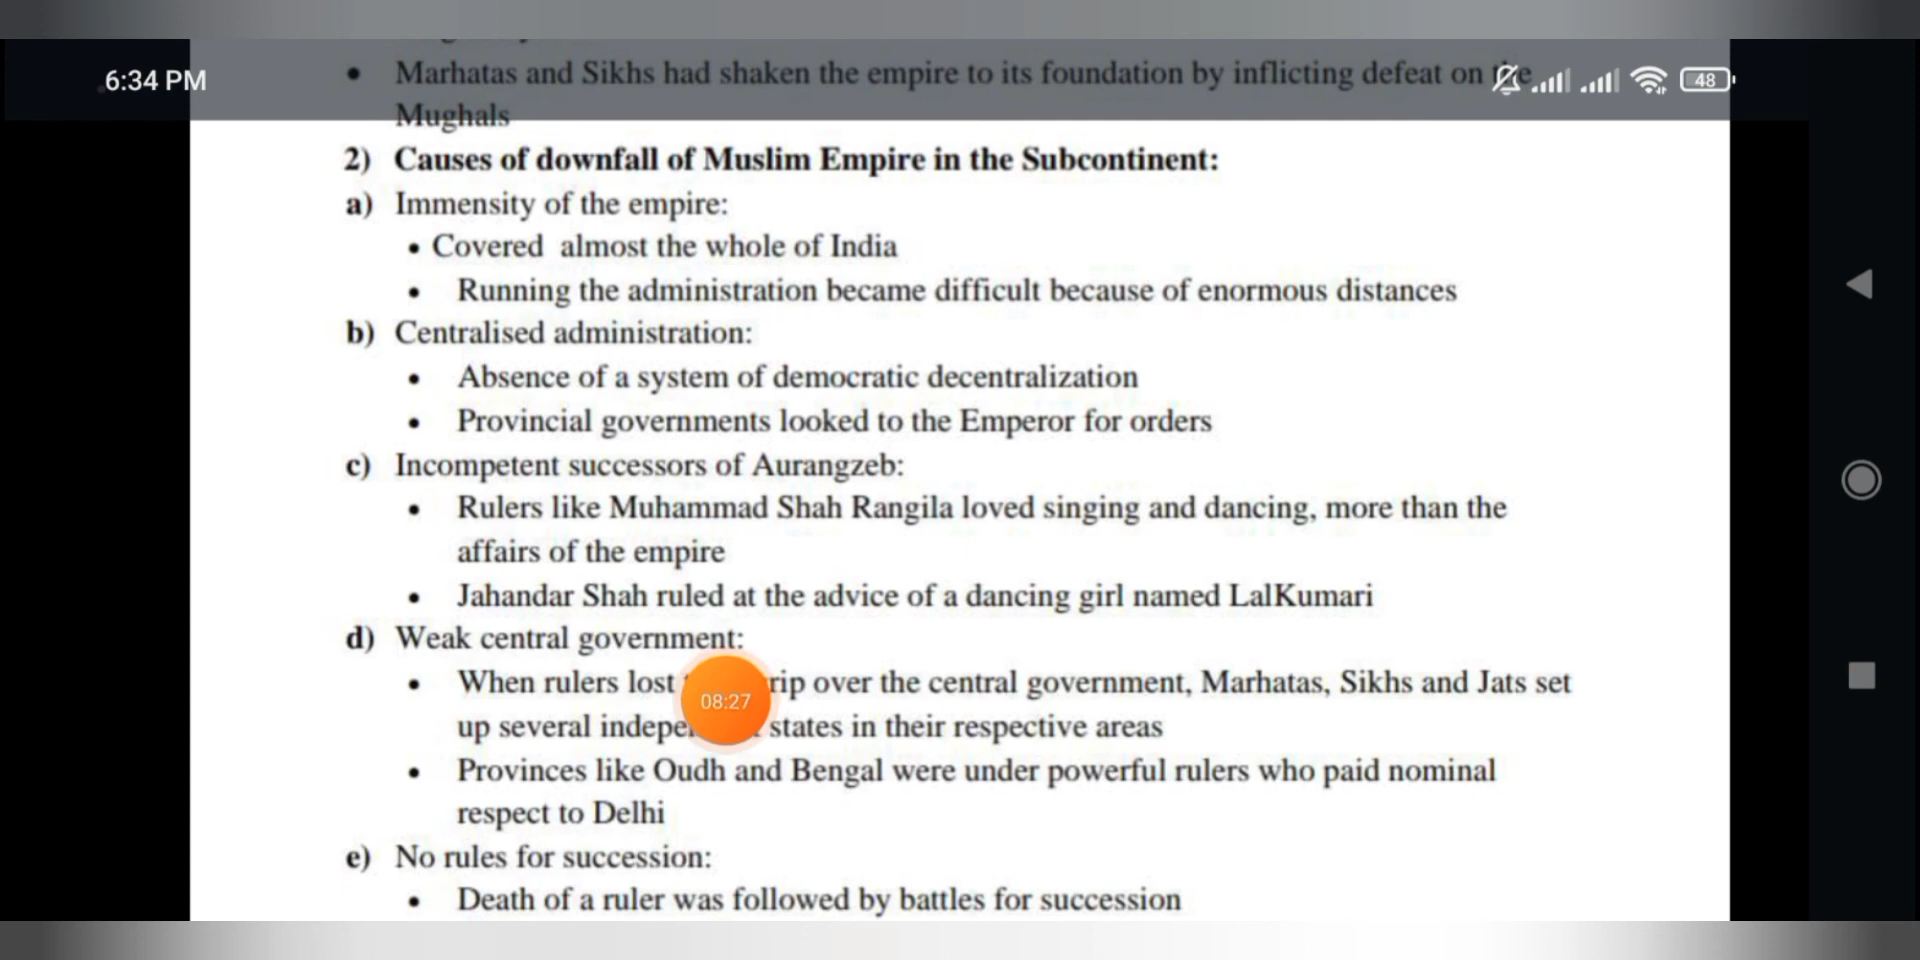 6:34 PM
• Marhatas and Sikhs had shaken the empire to its foundation by inflicting defeat on the
48
Mughals
2) Causes of downfall of Muslim Empire in the Subcontinent:
a) Immensity of the empire:
• Covered almost the whole of India
• Running the administration became difficult because of enormous distances
b) Centralised administration:
• Absence of a system of democratic decentralization
• Provincial governments looked to the Emperor for orders
c) Incompetent successors of Aurangzeb:
• Rulers like Muhammad Shah Rangila loved singing and dancing, more than the
affairs of the empire
• Jahandar Shah ruled at the advice of a dancing girl named LalKumari
d) Weak central government:
• When rulers lost rip over the central government, Marhatas, Sikhs and Jats set
08:27
up several indepe states in their respective areas
• Provinces like Oudh and Bengal were under powerful rulers who paid nominal
respect to Delhi
e) No rules for succession:
• Death of a ruler was followed by battles for succession